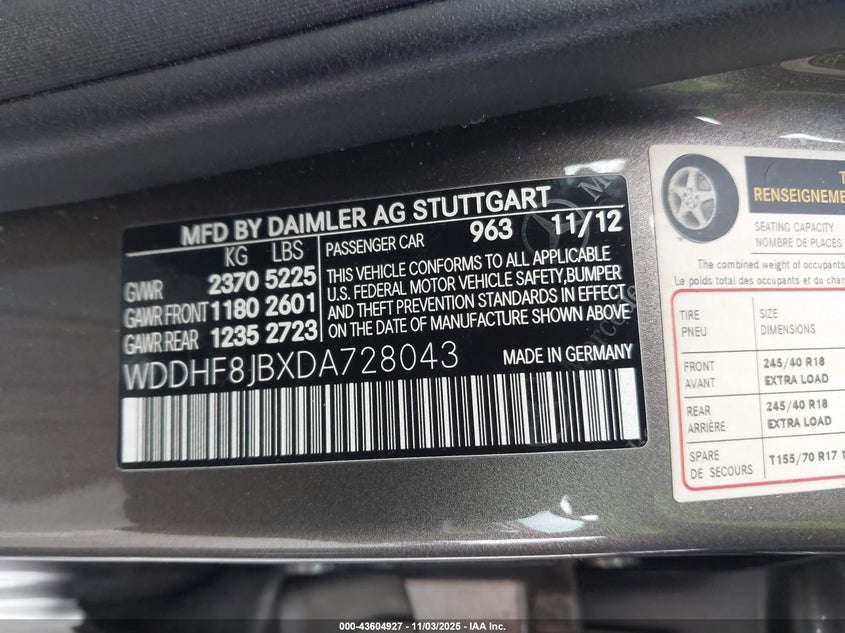 MFD BY DAIMLER AG STUTTGART
KG LBS
GVWR 2370 5225
GAWR FRONT 1180 2601
GAWR REAR 1235 2723
PASSENGER CAR 963 11/12
THIS VEHICLE CONFORMS TO ALL APPLICABLE
U.S. FEDERAL MOTOR VEHICLE SAFETY,BUMPER
AND THEFT PREVENTION STANDARDS IN EFFECT
ON THE DATE OF MANUFACTURE SHOWN ABOVE
WDDHF8JBXDA728043
MADE IN GERMANY
RENSEIGNEME
SEATING CAPACITY
NOMBRE DE PLACES
The combined weight of occupants
Le poids total des occupants et du char
TIRE
PNEU
SIZE
DIMENSIONS
FRONT
AVANT
245/40 R18
EXTRA LOAD
REAR
ARRIÈRE
245/40 R18
EXTRA LOAD
SPARE
DE SECOURS
T155/70 R17 1
000-43604927 - 11/03/2025 - IAA Inc.